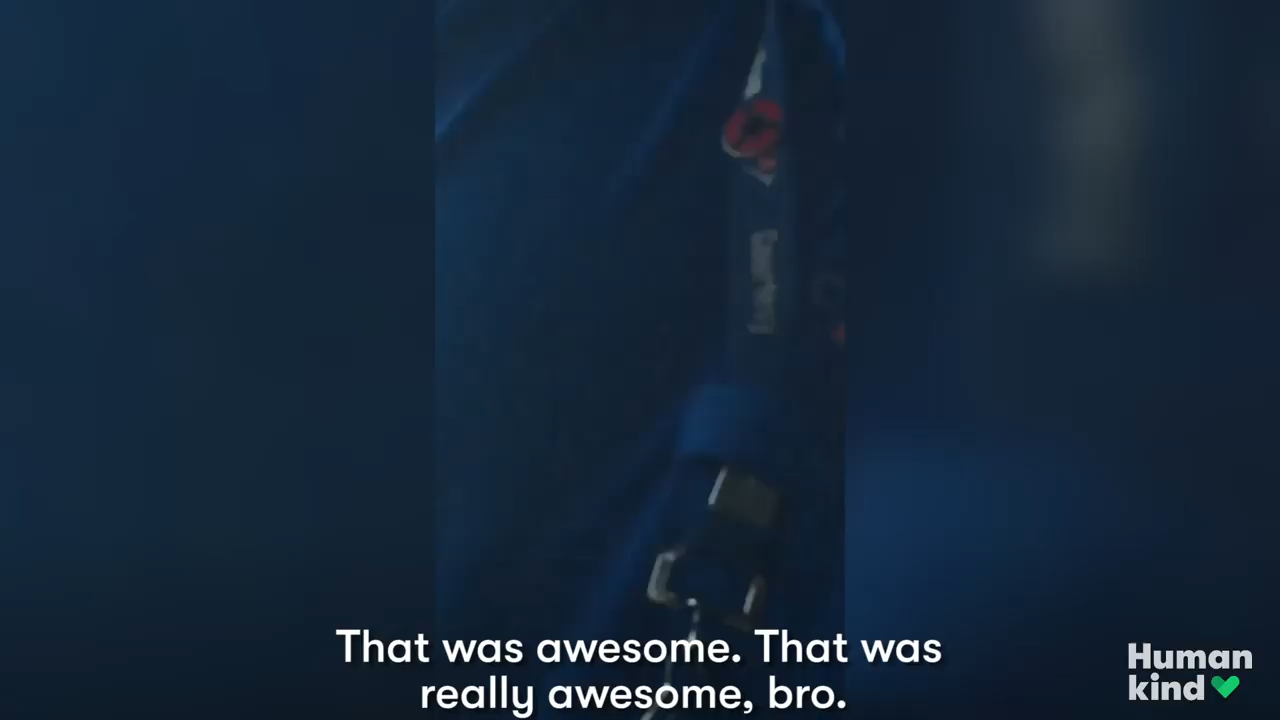 That was awesome. That was
really awesome, bro.
Human
kind